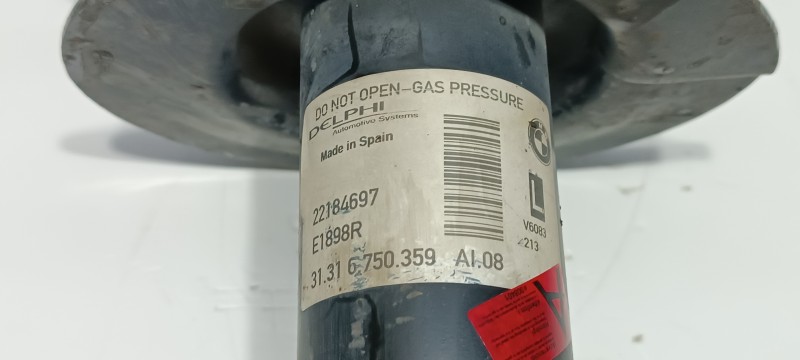 DO NOT OPEN-GAS PRESSURE
DELPHI
Automotive Systems
Made in Spain
BMW
L
22184697
V6083
E1898R
213
31.31 6 750.359 AI.08